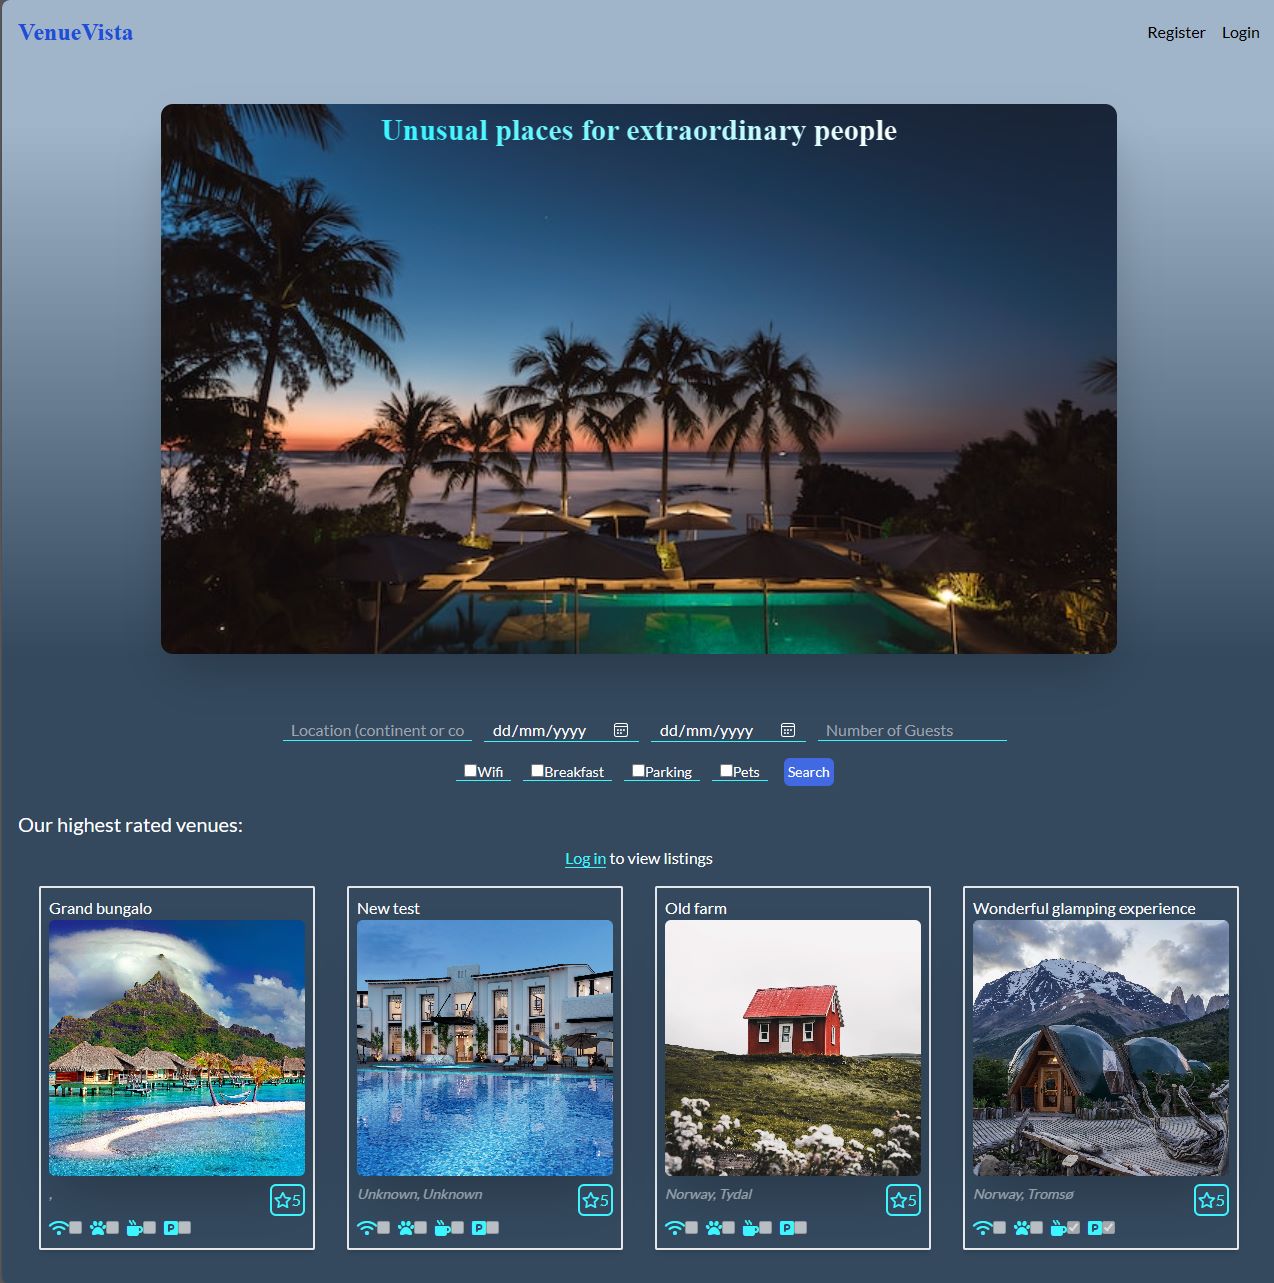 VenueVista
Register Login
Unusual places for extraordinary people
Location (continent or co
dd/mm/yyyy
dd/mm/yyyy
Number of Guests
Wifi
Breakfast
Parking
Pets
Search
Our highest rated venues:
Log in to view listings
Grand bungalo
,
5
P
New test
Unknown, Unknown
5
P
Old farm
Norway, Tydal
5
P
Wonderful glamping experience
Norway, Tromsø
5
P